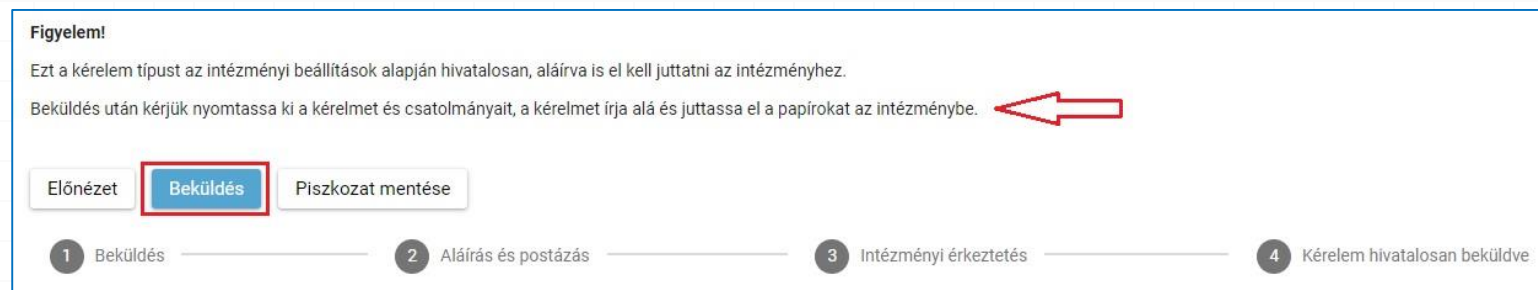 Figyelem!
Ezt a kérelem típust az intézményi beállítások alapján hivatalosan, aláírva is el kell juttatni az intézményhez.
Beküldés után kérjük nyomtassa ki a kérelmet és csatolmányait, a kérelmet írja alá és juttassa el a papírokat az intézménybe.
Előnézet Beküldés Piszkozat mentése
1 Beküldés 2 Aláírás és postázás 3 Intézményi érkeztetés 4 Kérelem hivatalosan beküldve